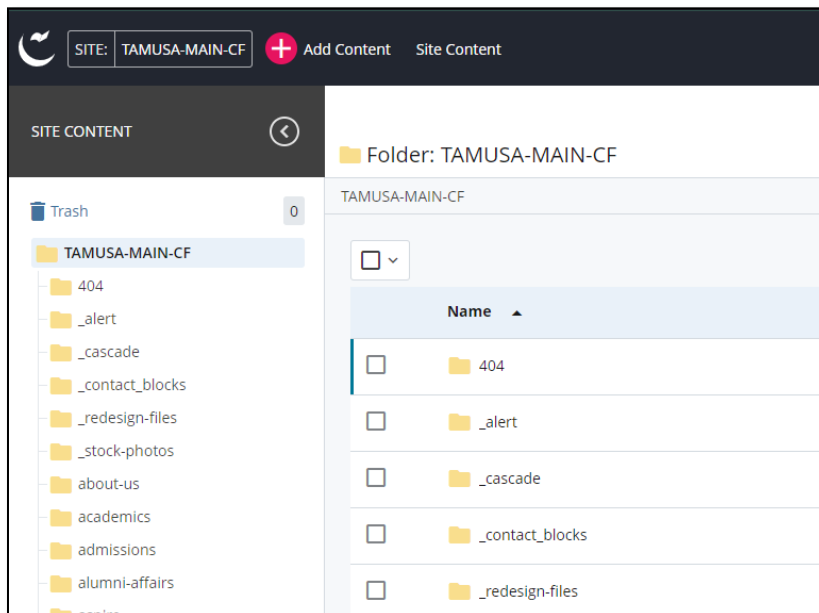 SITE: TAMUSA-MAIN-CF Add Content Site Content
SITE CONTENT
Trash 0
TAMUSA-MAIN-CF
404
_alert
_cascade
_contact_blocks
_redesign-files
_stock-photos
about-us
academics
admissions
alumni-affairs
Folder: TAMUSA-MAIN-CF
TAMUSA-MAIN-CF
Name
404
_alert
_cascade
_contact_blocks
_redesign-files